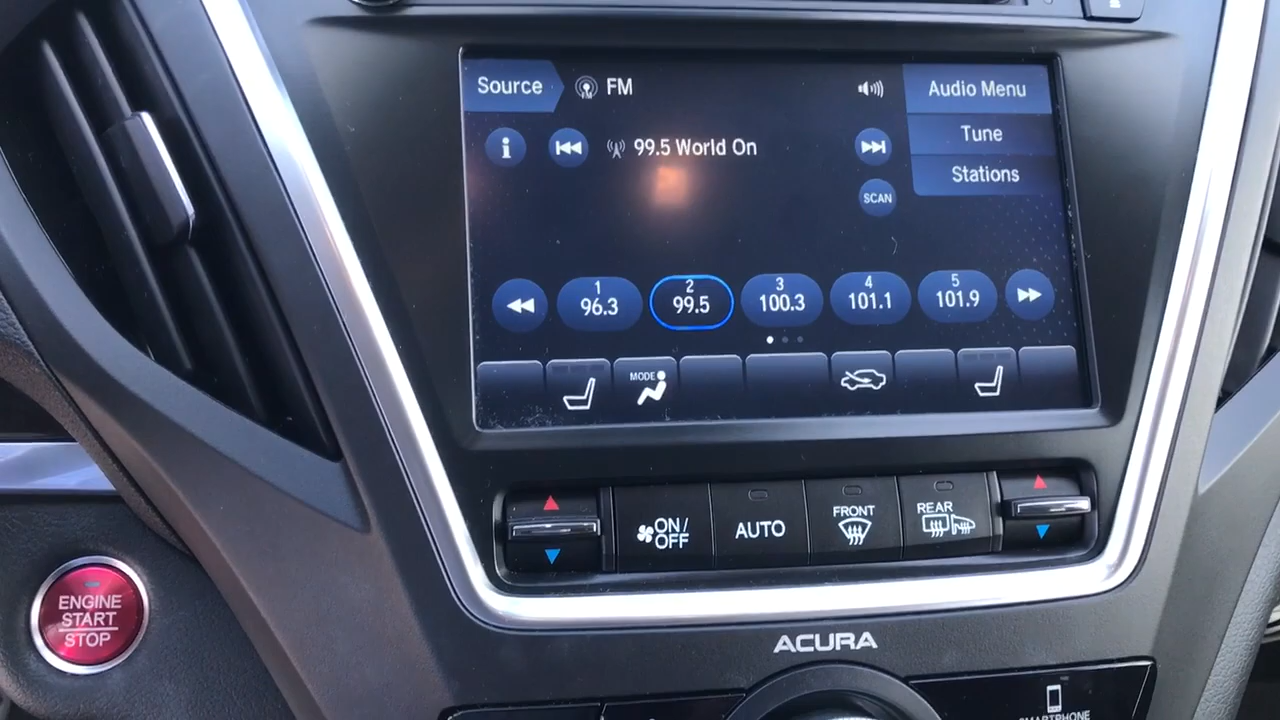 Source
FM
Audio Menu
Tune
Stations
i
99.5 World On
SCAN
1
96.3
2
99.5
3
100.3
4
101.1
5
101.9
MODE
ON/
OFF
AUTO
FRONT
REAR
ENGINE
START
STOP
ACURA
SMARTPHONE